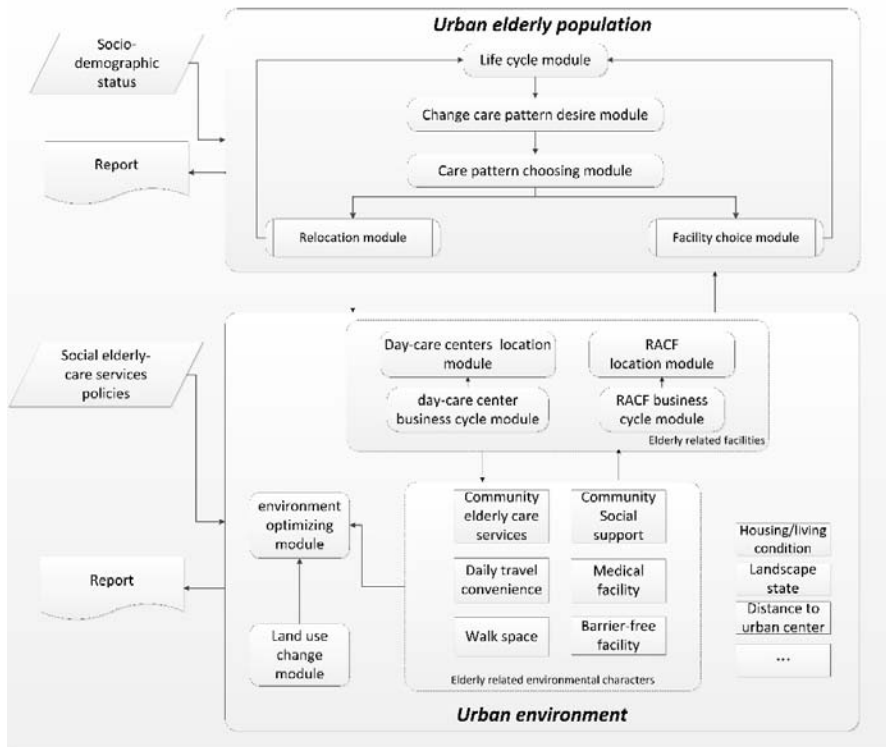 Urban elderly population
Socio-
demographic
status
Life cycle module
Change care pattern desire module
Report
Care pattern choosing module
Relocation module
Facility choice module
Social elderly-
care services
policies
Day-care centers location
module
RACF
location module
day-care center
business cycle module
RACF business
cycle module
Elderly related facilities
environment
optimizing
module
Community
elderly care
services
Community
Social
support
Housing/living
condition
Report
Daily travel
convenience
Medical
facility
Landscape
state
Distance to
urban center
Land use
change
module
Walk space
Barrier-free
facility
...
Elderly related environmental characters
Urban environment